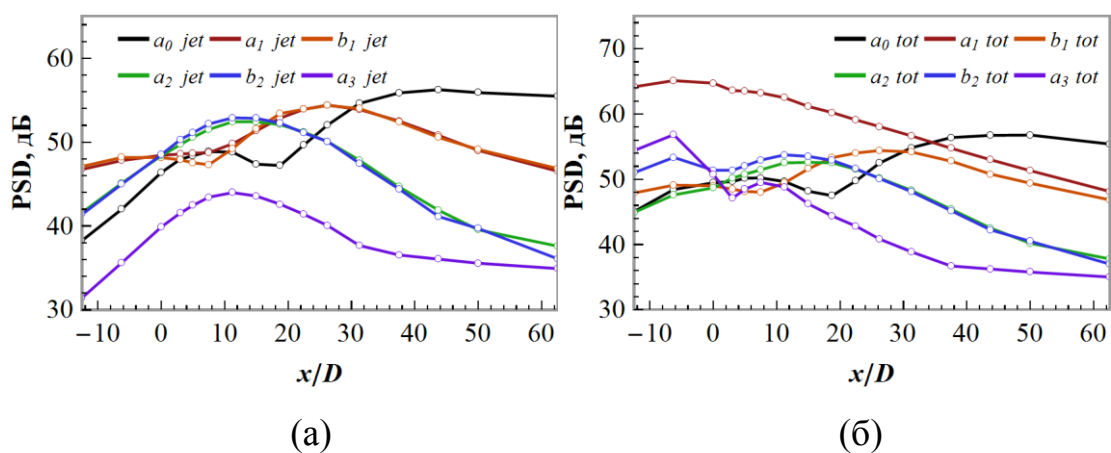 a0 jet a1 jet b1 jet
a2 jet b2 jet a3 jet
PSD, дБ
60
50
40
30
−10 0 10 20 30 40 50 60
x/D
(а)
a0 tot a1 tot b1 tot
a2 tot b2 tot a3 tot
PSD, дБ
70
60
50
40
30
−10 0 10 20 30 40 50 60
x/D
(б)